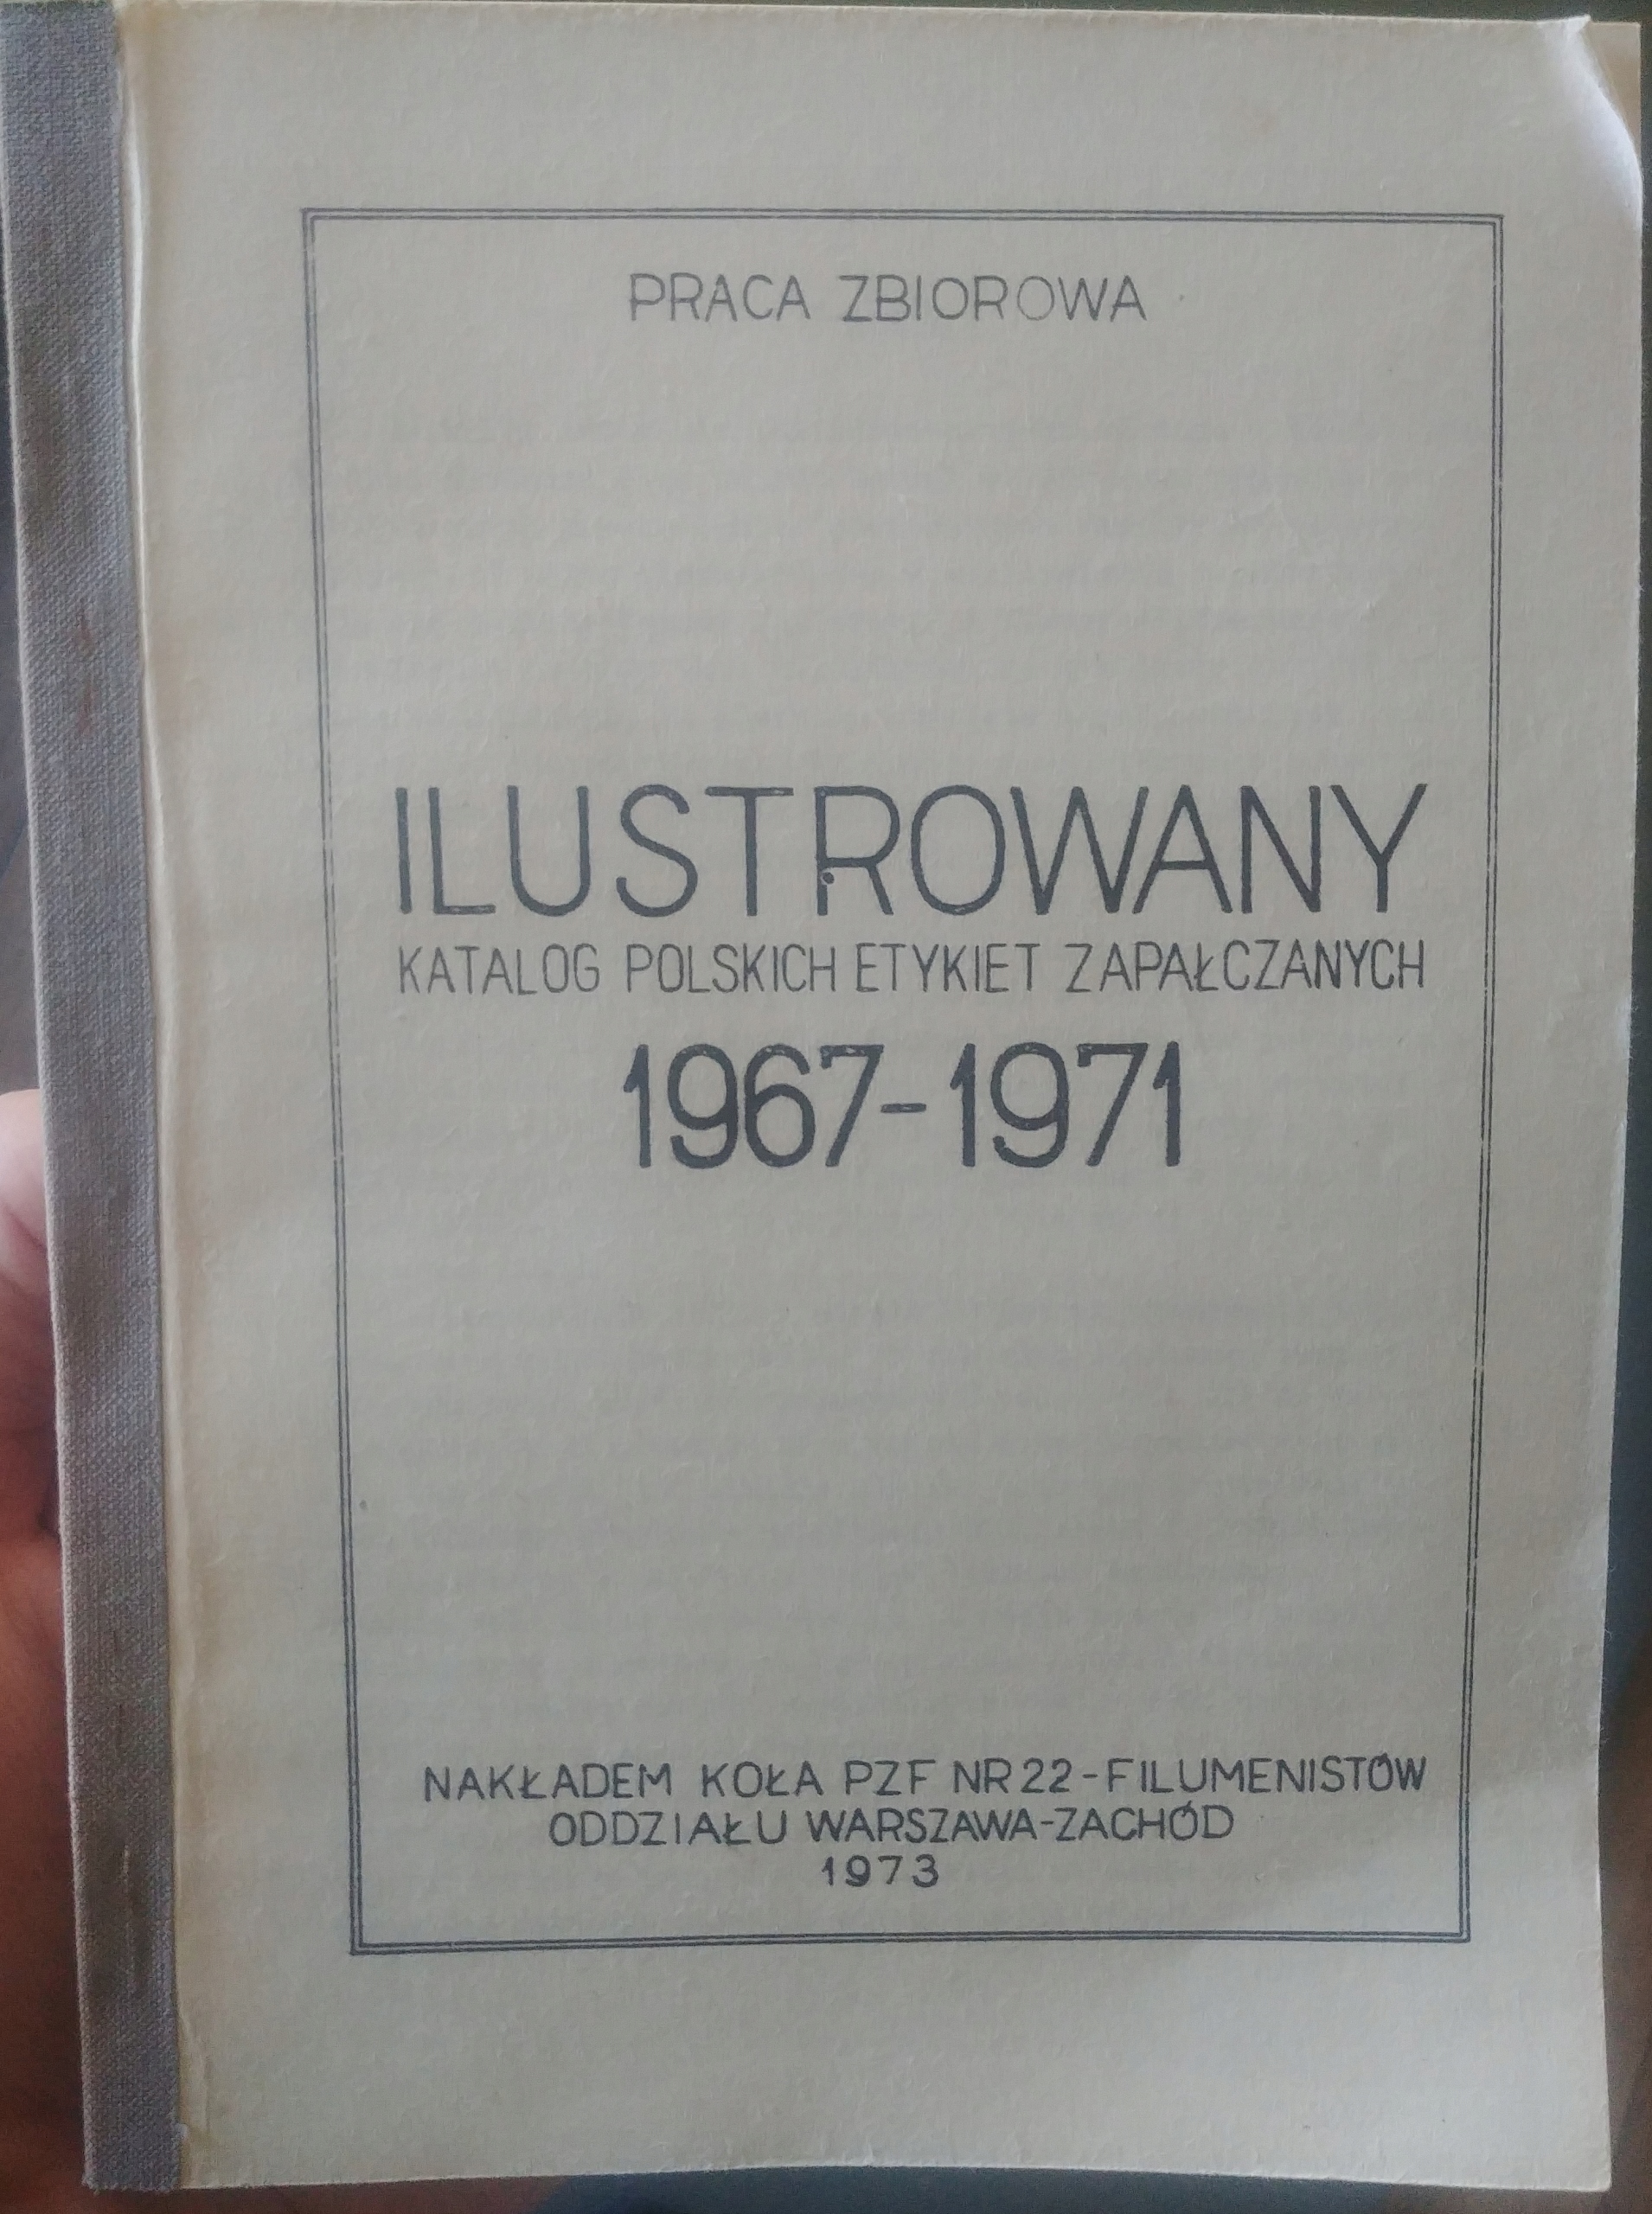 PRACA ZBIOROWA
ILUSTROWANY
KATALOG POLSKICH ETYKIET ZAPAŁCZANYCH
1967-1971
NAKŁADEM KOŁA PZF NR 22-FILUMENISTÓW
ODDZIAŁU WARSZAWA-ZACHÓD
1973